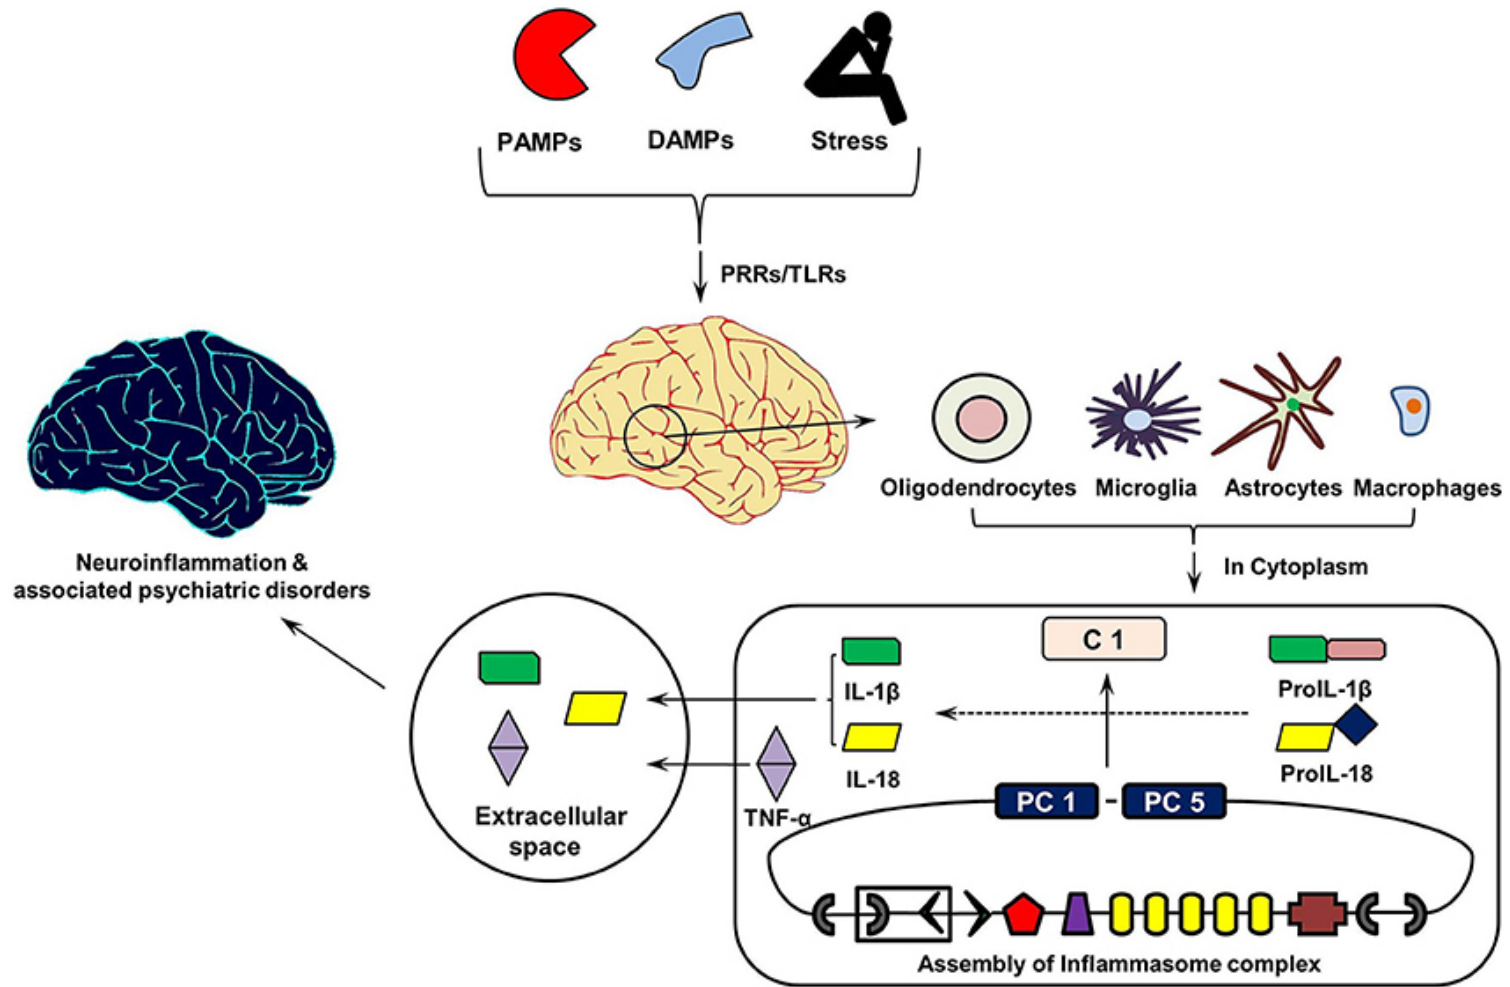 PAMPs
DAMPs
Stress
PRRs/TLRs
Oligodendrocytes
Microglia
Astrocytes
Macrophages
In Cytoplasm
Neuroinflammation &
associated psychiatric disorders
C 1
IL-1β
ProIL-1β
IL-18
ProIL-18
TNF-α
PC 1
PC 5
Extracellular
space
Assembly of Inflammasome complex